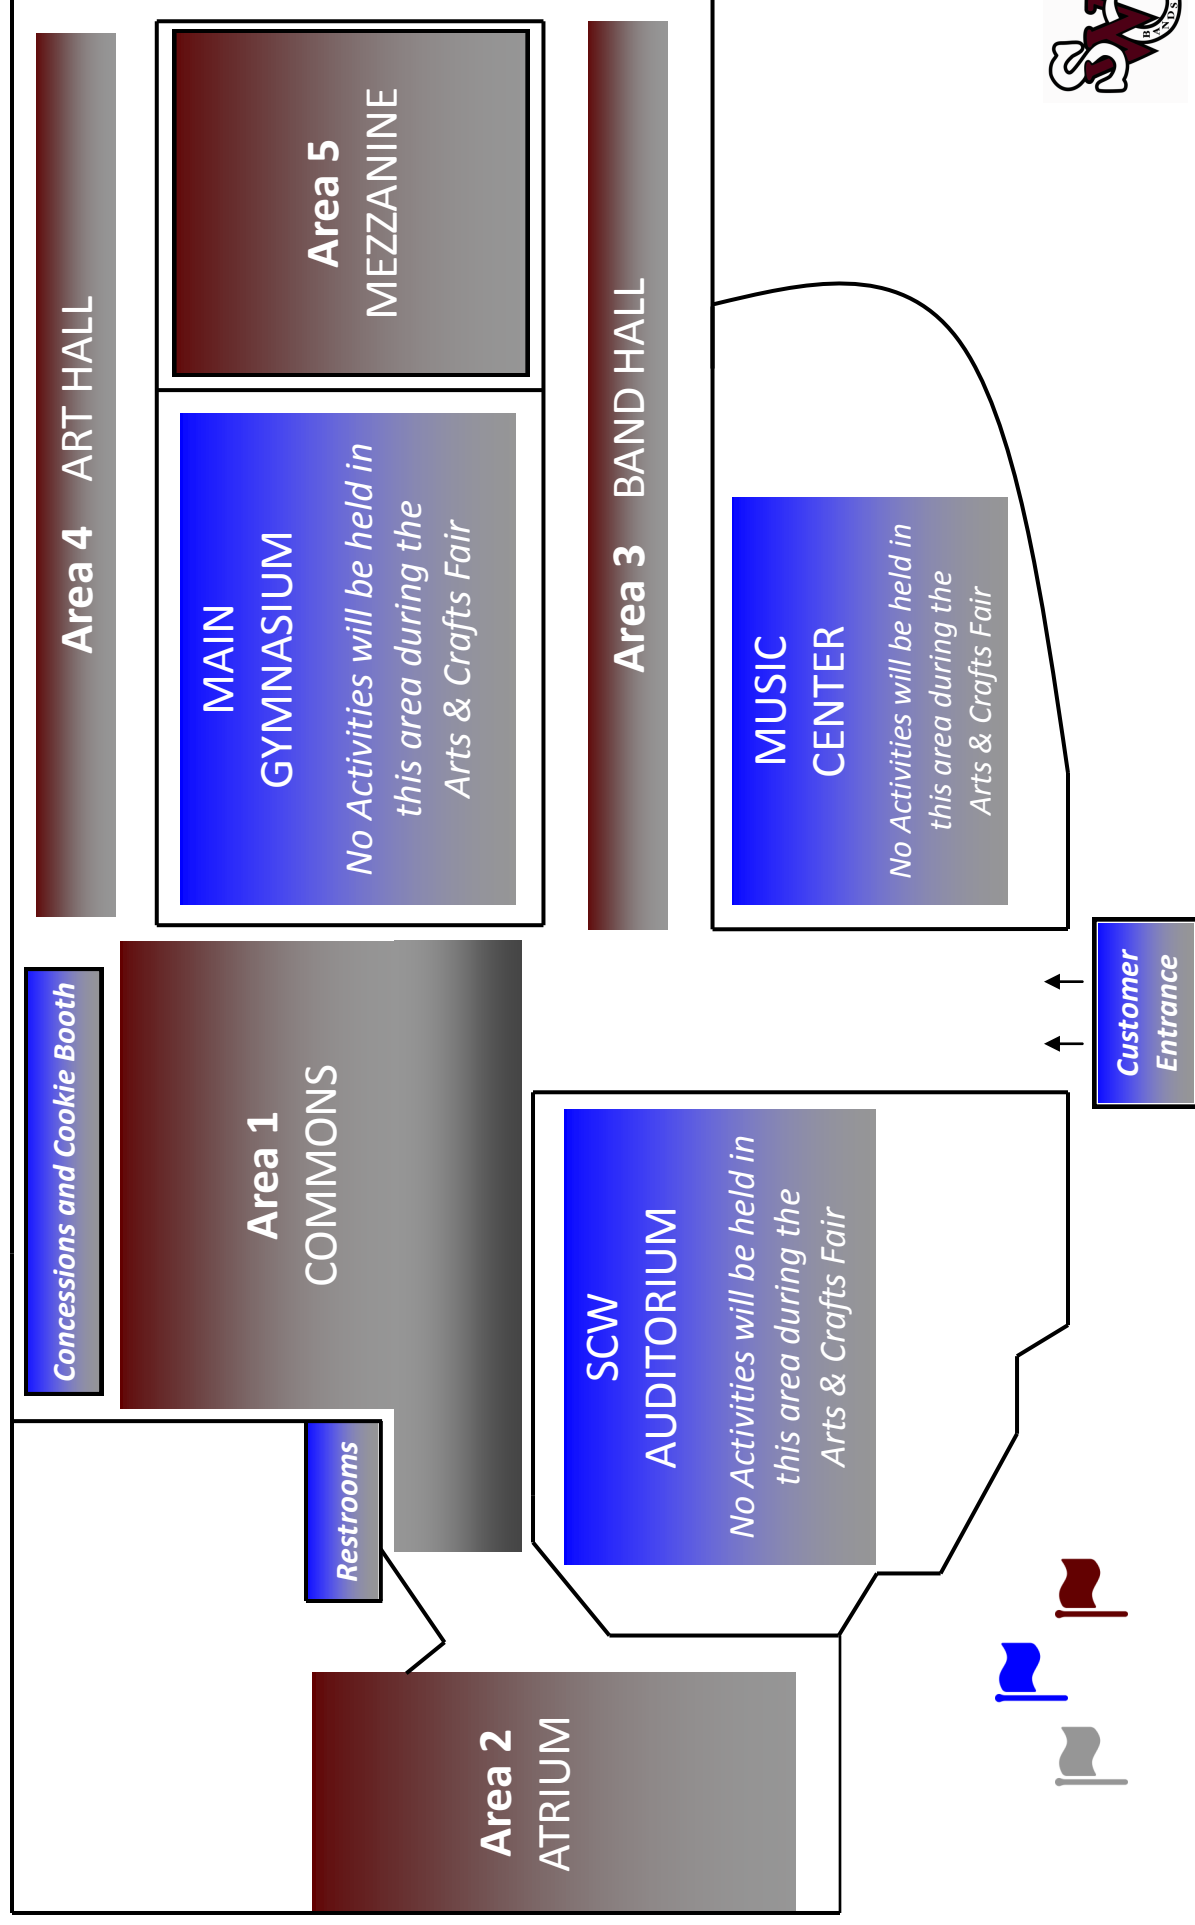 Area 4 ART HALL
Concessions and Cookie Booth
Area 5
MEZZANINE
MAIN
GYMNASIUM
No Activities will be held in
this area during the
Arts & Crafts Fair
Area 1
COMMONS
Restrooms
Area 3 BAND HALL
Area 2
ATRIUM
SCW
AUDITORIUM
No Activities will be held in
this area during the
Arts & Crafts Fair
MUSIC
CENTER
No Activities will be held in
this area during the
Arts & Crafts Fair
Customer
Entrance